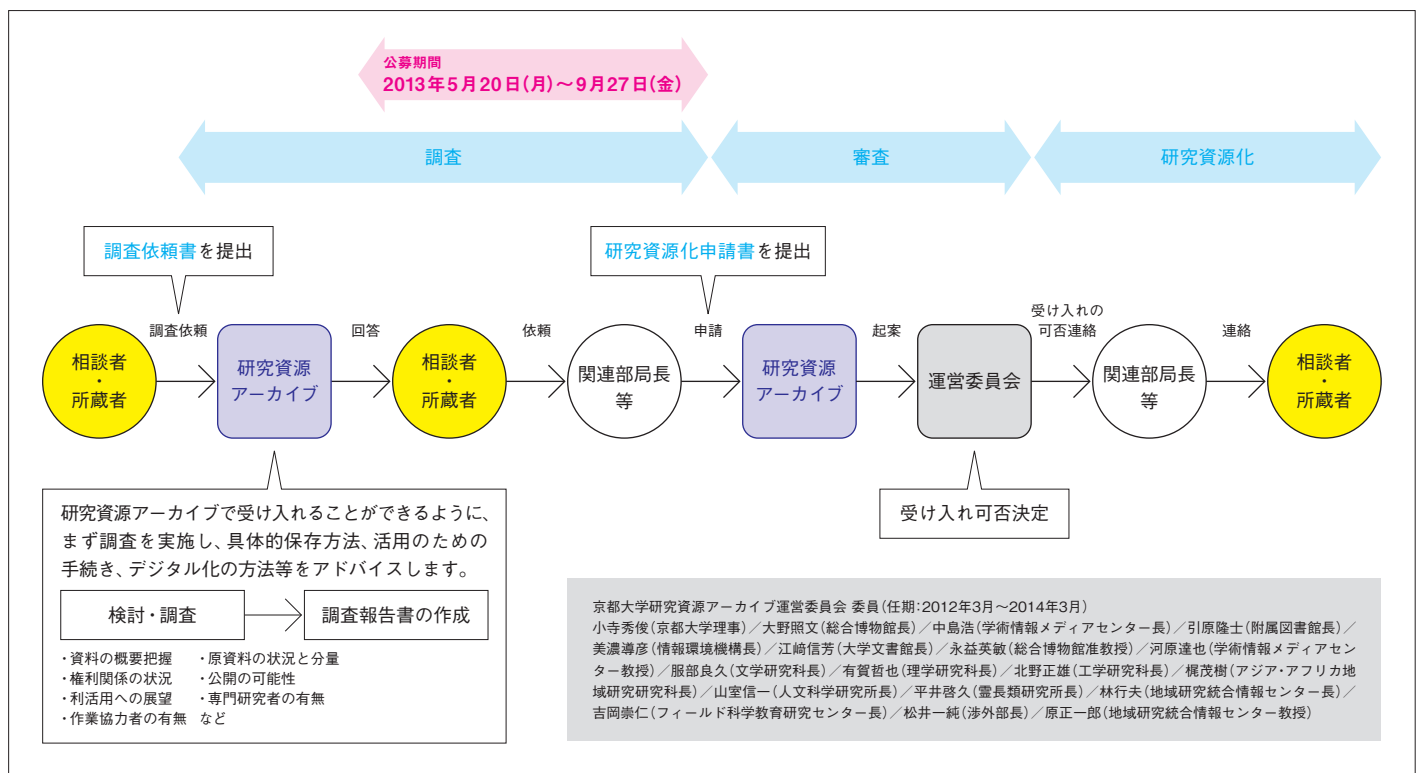 公募期間
2013年5月20日(月)～9月27日(金)
調査
審査
研究資源化
調査依頼書を提出
研究資源化申請書を提出
調査依頼
回答
依頼
申請
起案
受け入れの
可否連絡
連絡
相談者
・
所蔵者
研究資源
アーカイブ
相談者
・
所蔵者
関連部局長
等
研究資源
アーカイブ
運営委員会
関連部局長
等
相談者
・
所蔵者
研究資源アーカイブで受け入れることができるように、
まず調査を実施し、具体的保存方法、活用のための
手続き、デジタル化の方法等をアドバイスします。
検討・調査
調査報告書の作成
・資料の概要把握 ・原資料の状況と分量
・権利関係の状況 ・公開の可能性
・利活用への展望 ・専門研究者の有無
・作業協力者の有無 など
受け入れ可否決定
京都大学研究資源アーカイブ運営委員会 委員(任期:2012年3月～2014年3月)
小寺秀俊(京都大学理事)／大野照文(総合博物館長)／中島浩(学術情報メディアセンター長)／引原隆士(附属図書館長)／
美濃導彦(情報環境機構長)／江﨑信芳(大学文書館長)／永益英敏(総合博物館准教授)／河原達也(学術情報メディアセン
ター教授)／服部良久(文学研究科長)／有賀哲也(理学研究科長)／北野正雄(工学研究科長)／梶茂樹(アジア・アフリカ地
域研究研究科長)／山室信一(人文科学研究所長)／平井啓久(霊長類研究所長)／林行夫(地域研究統合情報センター長)／
吉岡崇仁(フィールド科学教育研究センター長)／松井一純(渉外部長)／原正一郎(地域研究統合情報センター教授)